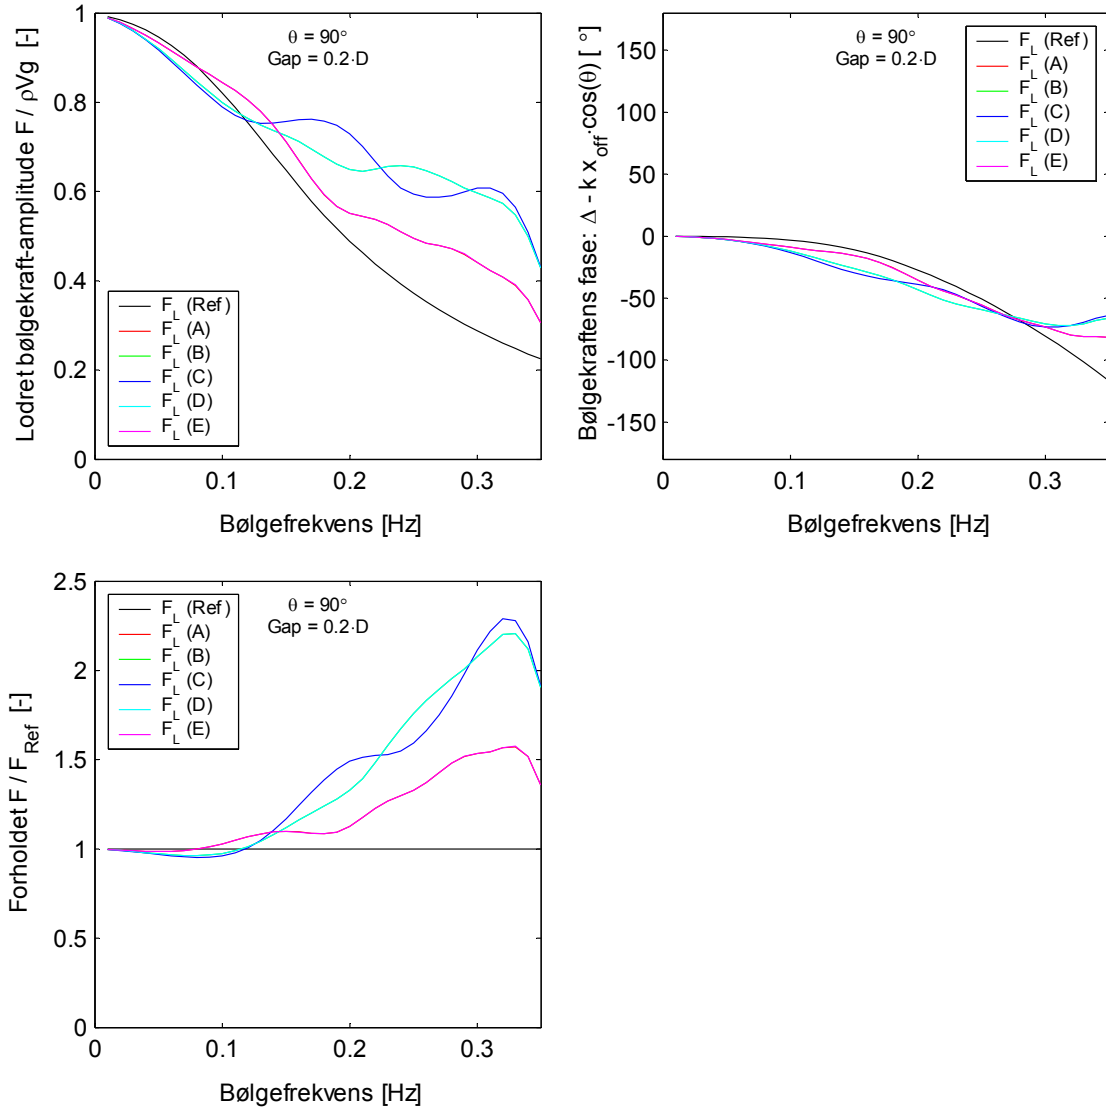 Lodret bølgekraft-amplitude F / ρVg [-]
1
0.8
0.6
0.4
0.2
0
θ = 90°
Gap = 0.2·D
F_L (Ref)
F_L (A)
F_L (B)
F_L (C)
F_L (D)
F_L (E)
0
0.1
0.2
0.3
Bølgefrekvens [Hz]
Bølgekraftens fase: Δ - k x_off·cos(θ) [°]
150
100
50
0
-50
-100
-150
θ = 90°
Gap = 0.2·D
F_L (Ref)
F_L (A)
F_L (B)
F_L (C)
F_L (D)
F_L (E)
0
0.1
0.2
0.3
Bølgefrekvens [Hz]
Forholdet F / F_Ref [-]
2.5
2
1.5
1
0.5
0
F_L (Ref)
F_L (A)
F_L (B)
F_L (C)
F_L (D)
F_L (E)
θ = 90°
Gap = 0.2·D
0
0.1
0.2
0.3
Bølgefrekvens [Hz]